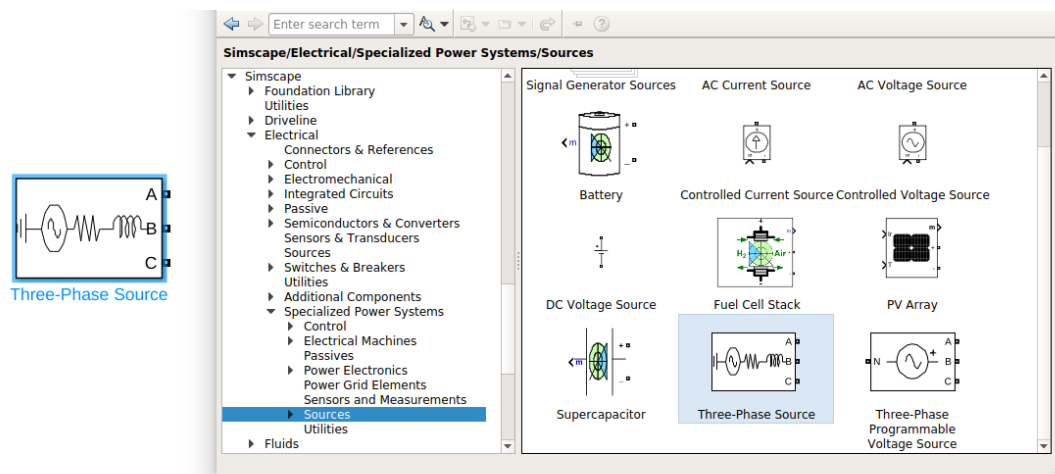 Enter search term
Simscape/Electrical/Specialized Power Systems/Sources
A
B
C
Three-Phase Source
Simscape
Foundation Library
Utilities
Driveline
Electrical
Connectors & References
Control
Electromechanical
Integrated Circuits
Passive
Semiconductors & Converters
Sensors & Transducers
Sources
Switches & Breakers
Utilities
Additional Components
Specialized Power Systems
Control
Electrical Machines
Passives
Power Electronics
Power Grid Elements
Sensors and Measurements
Sources
Utilities
Fluids
Signal Generator Sources
AC Current Source
AC Voltage Source
m
Battery
Controlled Current Source
Controlled Voltage Source
DC Voltage Source
H2
Air
m
Fuel Cell Stack
Ir
T
m
PV Array
m
Supercapacitor
A
B
C
Three-Phase Source
N
A
B
C
Three-Phase
Programmable
Voltage Source